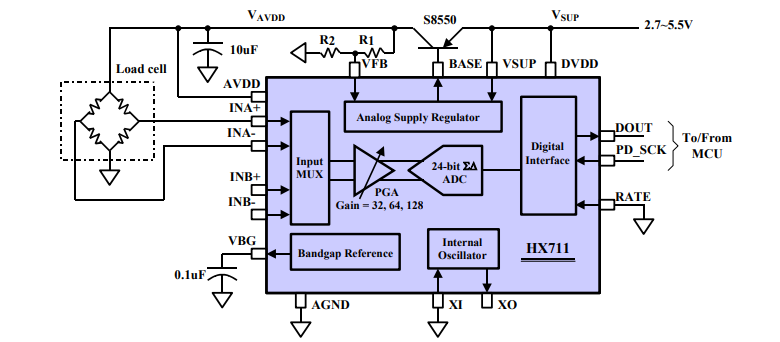 VAVDD
S8550
VSUP
2.7~5.5V
10uF
R2
R1
Load cell
VFB
BASE
VSUP
DVDD
AVDD
INA+
INA-
INB+
INB-
VBG
0.1uF
Analog Supply Regulator
Input
MUX
PGA
Gain = 32, 64, 128
24-bit ΣΔ
ADC
Digital
Interface
DOUT
PD_SCK
To/From
MCU
RATE
Bandgap Reference
Internal
Oscillator
HX711
AGND
XI
XO